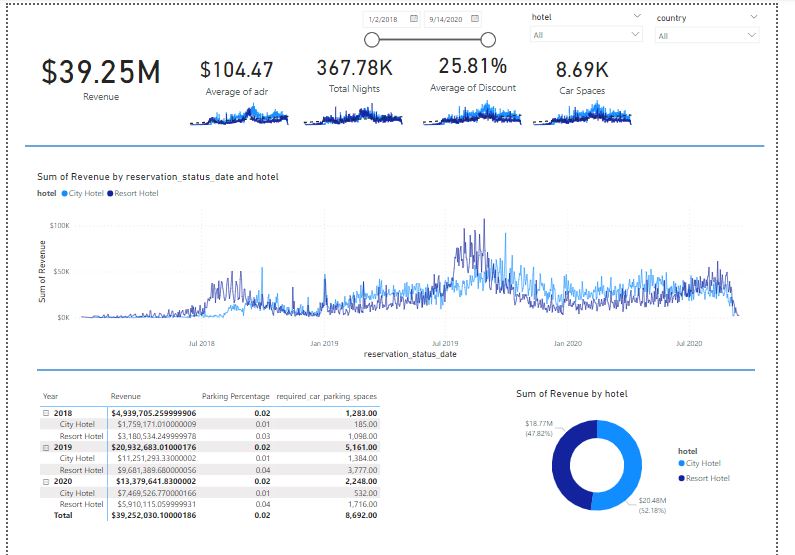 hotel country
1/2/2018 9/14/2020
All All
$39.25M $104.47 367.78K 25.81% 8.69K
Revenue Average of adr Total Nights Average of Discount Car Spaces
Sum of Revenue by reservation_status_date and hotel
hotel City Hotel Resort Hotel
Sum of Revenue
$100K
$50K
$0K
Jul 2018 Jan 2019 Jul 2019 Jan 2020 Jul 2020
reservation_status_date
Year Revenue Parking Percentage required_car_parking_spaces
2018 $4,939,705.259999906 0.02 1,283.00
City Hotel $1,759,171.010000009 0.01 185.00
Resort Hotel $3,180,534.249999978 0.03 1,098.00
2019 $20,932,683.01000176 0.02 5,161.00
City Hotel $11,251,293.33000002 0.01 1,384.00
Resort Hotel $9,681,389.680000056 0.04 3,777.00
2020 $13,379,641.8300002 0.02 2,248.00
City Hotel $7,469,526.770000166 0.01 532.00
Resort Hotel $5,910,115.059999931 0.04 1,716.00
Total $39,252,030.10000186 0.02 8,692.00
Sum of Revenue by hotel
$18.77M
(47.82%)
hotel
City Hotel
Resort Hotel
$20.48M
(52.18%)